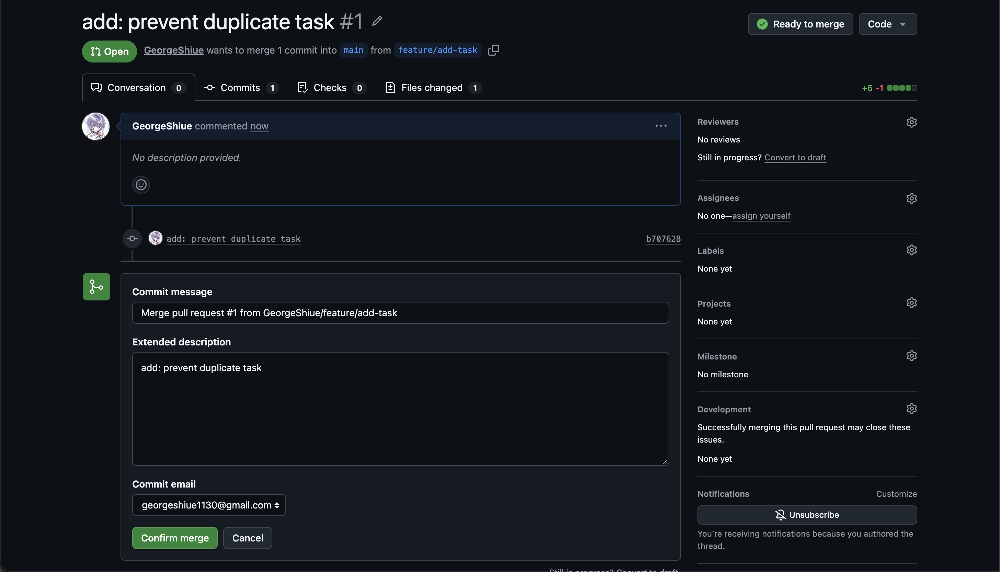 add: prevent duplicate task #1
Ready to merge
Code
Open
GeorgeShiue wants to merge 1 commit into main from feature/add-task
Conversation 0
Commits 1
Checks 0
Files changed 1
+5 -1
GeorgeShiue commented now
No description provided.
add: prevent duplicate task
b707628
Commit message
Merge pull request #1 from GeorgeShiue/feature/add-task
Extended description
add: prevent duplicate task
Commit email
georgeshiue1130@gmail.com
Confirm merge
Cancel
Still in progress? Convert to draft
Reviewers
No reviews
Still in progress? Convert to draft
Assignees
No one—assign yourself
Labels
None yet
Projects
None yet
Milestone
No milestone
Development
Successfully merging this pull request may close these
issues.
None yet
Notifications
Customize
Unsubscribe
You’re receiving notifications because you authored the
thread.